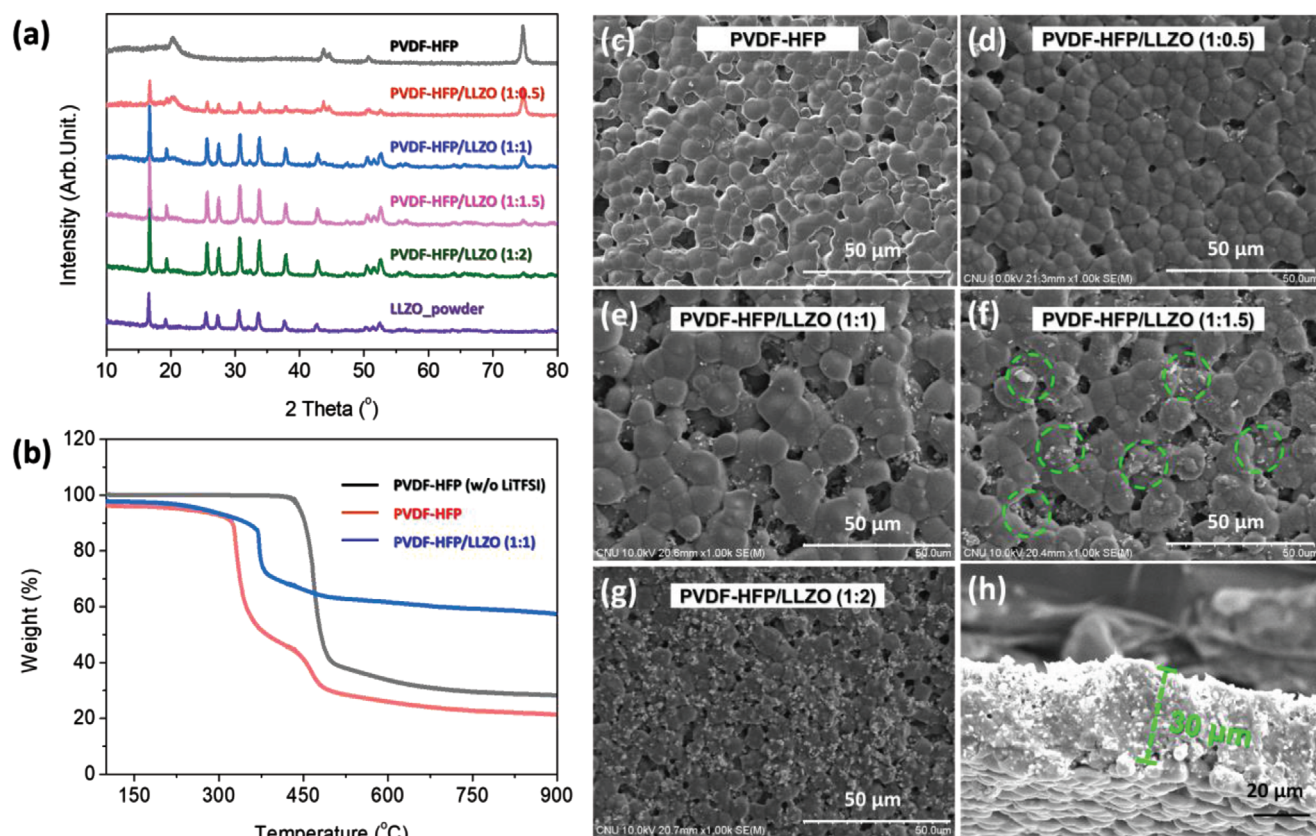 (a)
PVDF-HFP
PVDF-HFP/LLZO (1:0.5)
PVDF-HFP/LLZO (1:1)
PVDF-HFP/LLZO (1:1.5)
PVDF-HFP/LLZO (1:2)
LLZO_powder
Intensity (Arb.Unit.)
10 20 30 40 50 60 70 80
2 Theta (°)
(b)
120
100
80
60
40
20
0
PVDF-HFP (w/o LiTFSI)
PVDF-HFP
PVDF-HFP/LLZO (1:1)
Weight (%)
150 300 450 600 750 900
Temperature (°C)
(c)
PVDF-HFP
50 μm
(d)
PVDF-HFP/LLZO (1:0.5)
50 μm
CNU 10.0kV 21.3mm x1.00k SE(M)
50.0um
(e)
PVDF-HFP/LLZO (1:1)
50 μm
CNU 10.0kV 20.6mm x1.00k SE(M)
50.0um
(f)
PVDF-HFP/LLZO (1:1.5)
50 μm
CNU 10.0kV 20.4mm x1.00k SE(M)
50.0um
(g)
PVDF-HFP/LLZO (1:2)
50 μm
CNU 10.0kV 20.7mm x1.00k SE(M)
50.0um
(h)
30 μm
20 μm